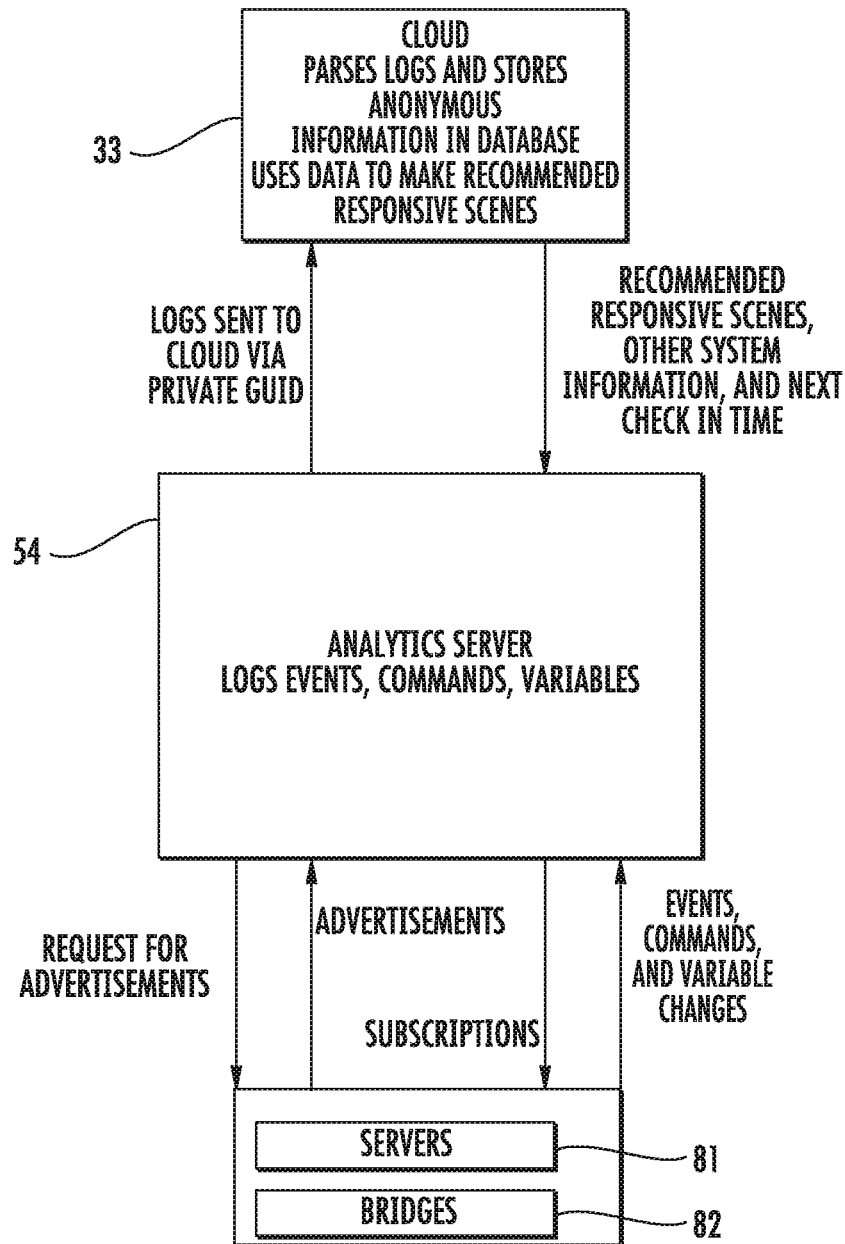 CLOUD
PARSES LOGS AND STORES
ANONYMOUS
INFORMATION IN DATABASE
USES DATA TO MAKE RECOMMENDED
RESPONSIVE SCENES
33
LOGS SENT TO
CLOUD VIA
PRIVATE GUID
RECOMMENDED
RESPONSIVE SCENES,
OTHER SYSTEM
INFORMATION, AND NEXT
CHECK IN TIME
54
ANALYTICS SERVER
LOGS EVENTS, COMMANDS, VARIABLES
REQUEST FOR
ADVERTISEMENTS
ADVERTISEMENTS
SUBSCRIPTIONS
EVENTS,
COMMANDS,
AND VARIABLE
CHANGES
SERVERS
81
BRIDGES
82